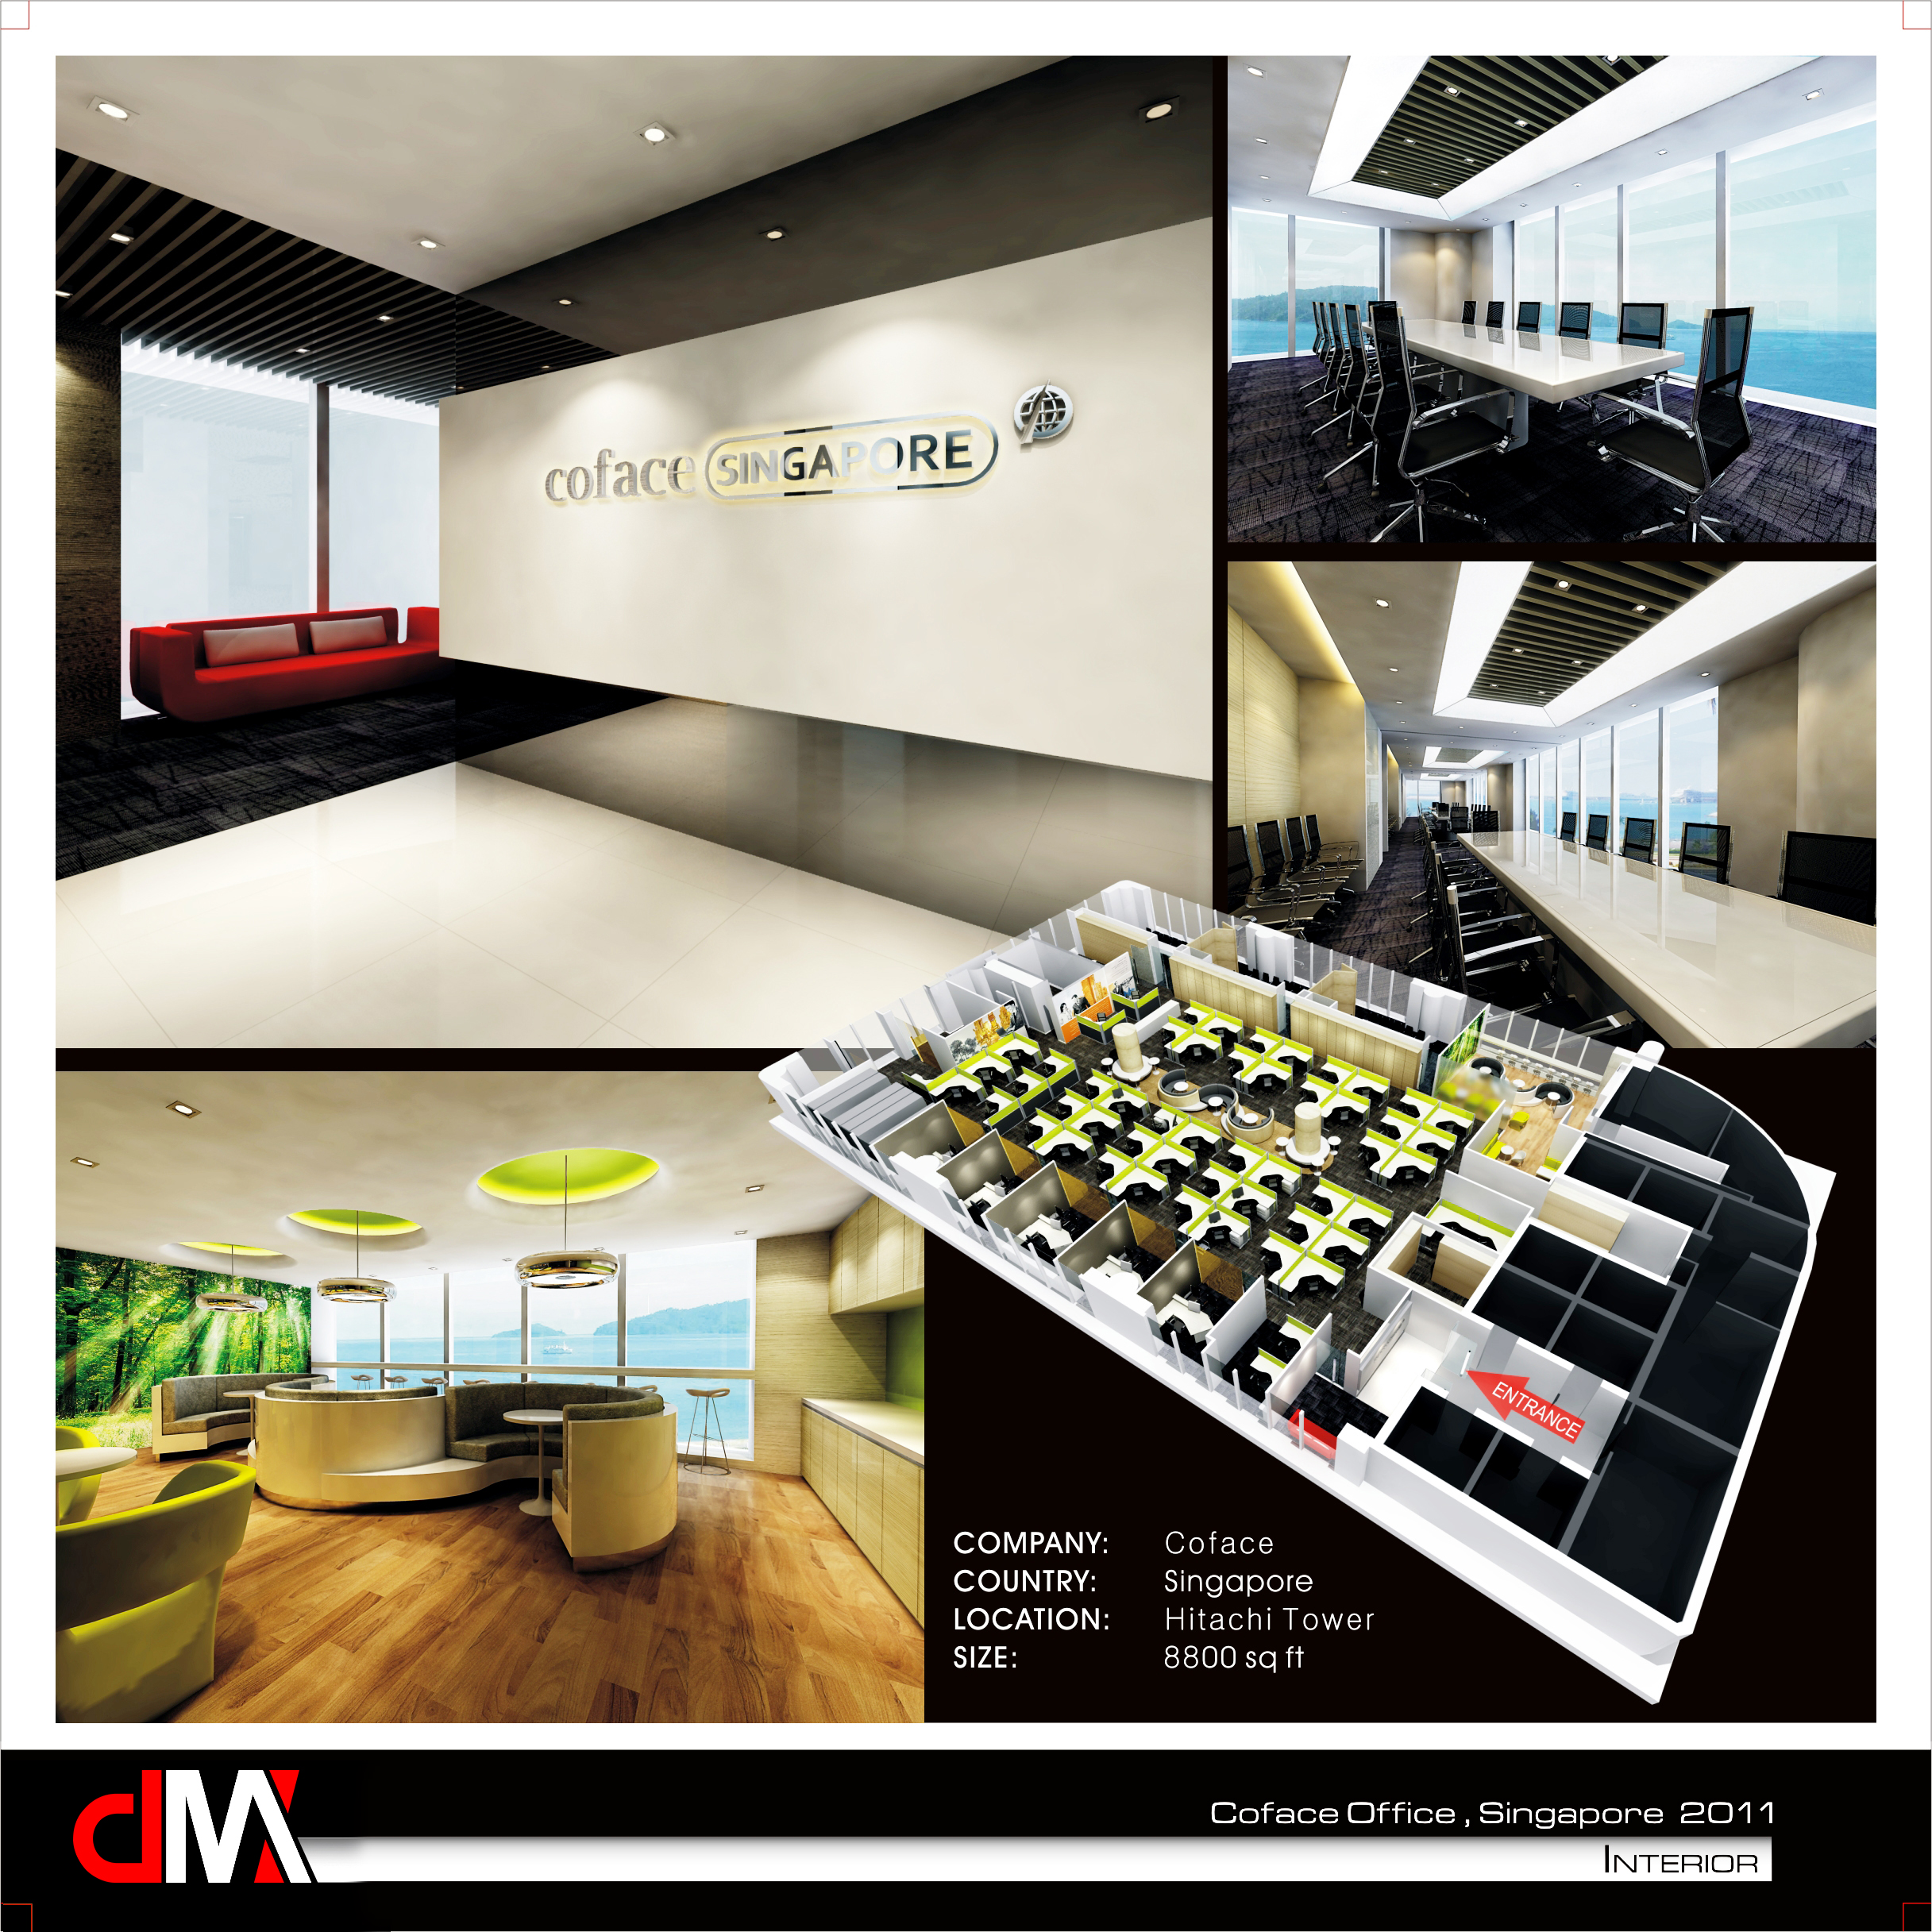 coface SINGAPORE
ENTRANCE
COMPANY: Coface
COUNTRY: Singapore
LOCATION: Hitachi Tower
SIZE: 8800 sq ft
dMX
Coface Office , Singapore 2011
INTERIOR